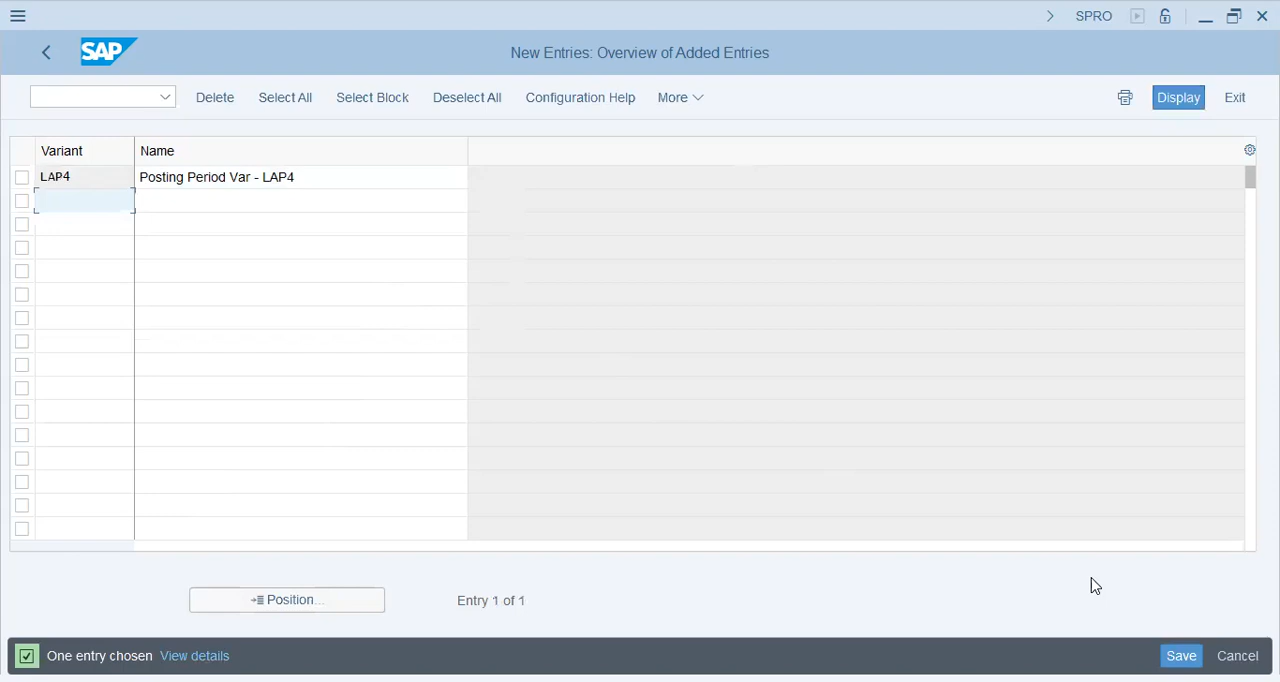 SPRO
SAP New Entries: Overview of Added Entries
Delete Select All Select Block Deselect All Configuration Help More Display Exit
Variant Name
LAP4 Posting Period Var - LAP4
Position... Entry 1 of 1
One entry chosen View details Save Cancel